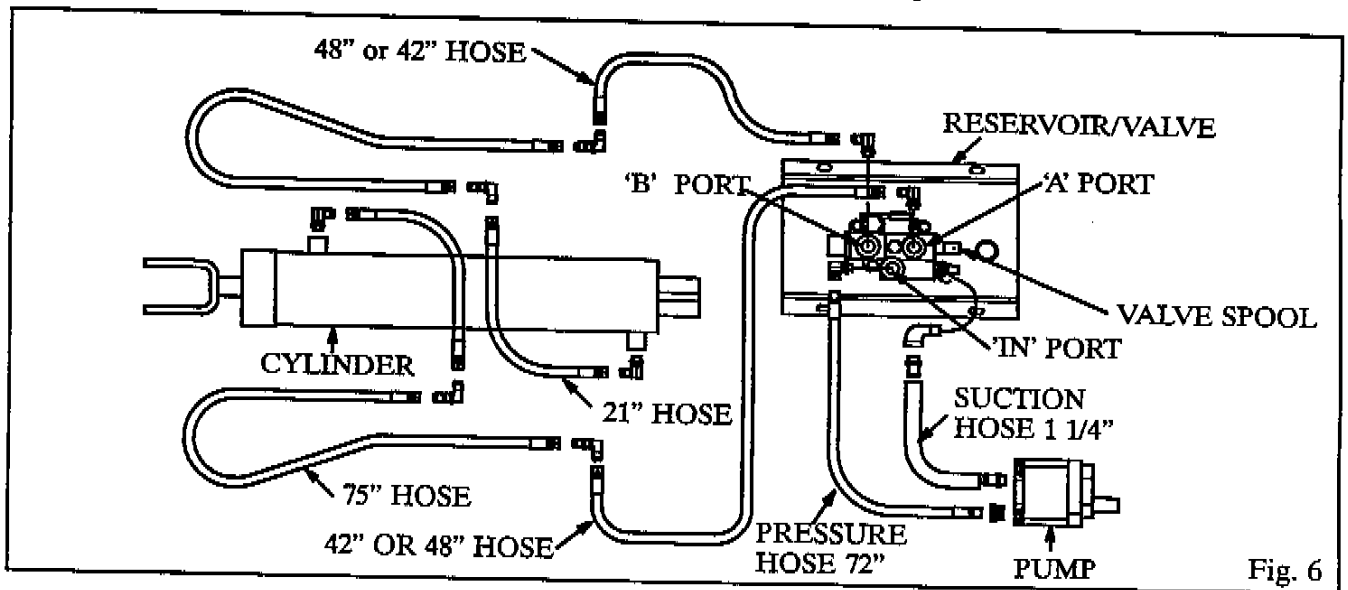 48” or 42” HOSE
RESERVOIR/VALVE
‘B’ PORT
‘A’ PORT
VALVE SPOOL
‘IN’ PORT
CYLINDER
21” HOSE
SUCTION
HOSE 1 1/4”
75” HOSE
42” OR 48” HOSE
PRESSURE
HOSE 72”
PUMP
Fig. 6